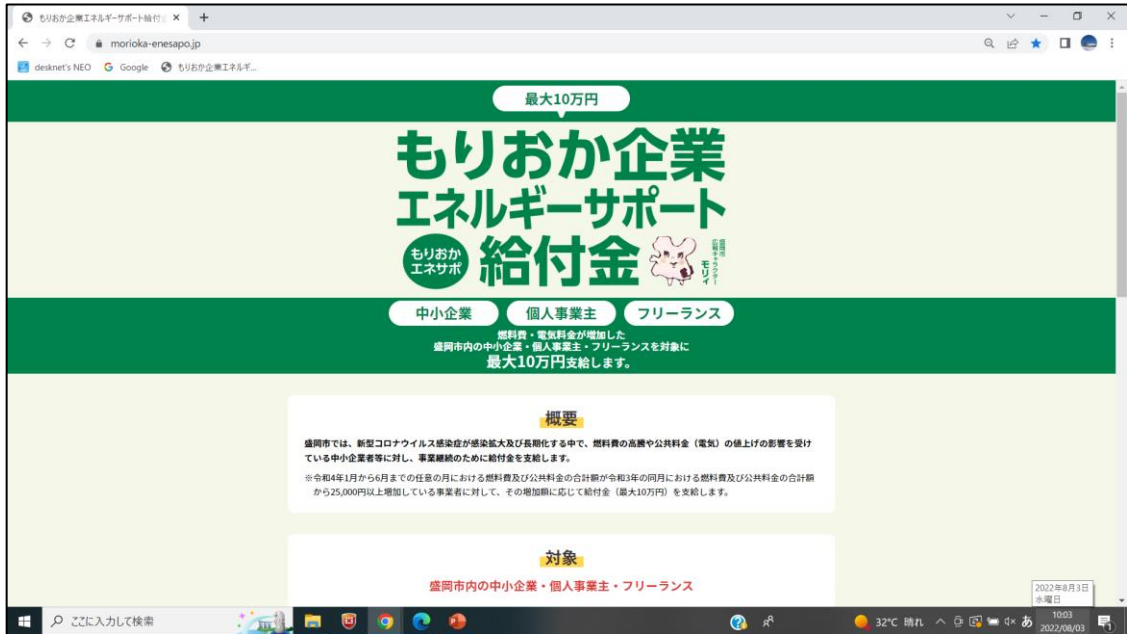 もりおか企業エネルギーサポート給付
morioka-enesapo.jp
desknet's NEO Google もりおか企業エネルギ...
最大10万円
もりおか企業
エネルギーサポート
もりおか
エネサポ
給付金
盛岡市
広報キャラクター
モリィ
中小企業 個人事業主 フリーランス
燃料費・電気料金が増加した
盛岡市内の中小企業・個人事業主・フリーランスを対象に
最大10万円支給します。
概要
盛岡市では、新型コロナウイルス感染症が感染拡大及び長期化する中で、燃料費の高騰や公共料金（電気）の値上げの影響を受け
ている中小企業者等に対し、事業継続のために給付金を支給します。
※令和4年1月から6月までの任意の月における燃料費及び公共料金の合計額が令和3年の同月における燃料費及び公共料金の合計額
から25,000円以上増加している事業者に対して、その増加額に応じて給付金（最大10万円）を支給します。
対象
盛岡市内の中小企業・個人事業主・フリーランス
2022年8月3日
水曜日
ここに入力して検索
32°C 晴れ
あ
10:03
2022/08/03